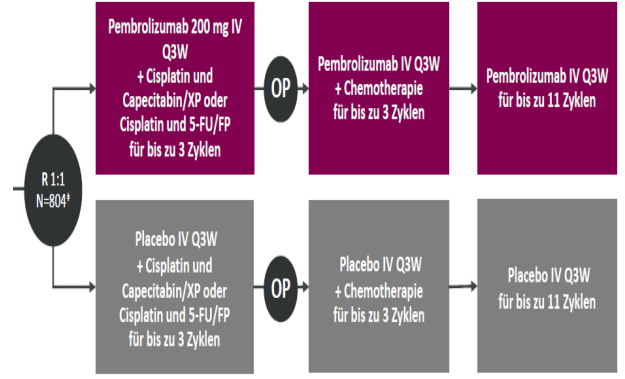 Pembrolizumab 200 mg IV
Q3W
+ Cisplatin und
Capecitabin/XP oder
Cisplatin und 5-FU/FP
für bis zu 3 Zyklen
OP
Pembrolizumab IV Q3W
+ Chemotherapie
für bis zu 3 Zyklen
Pembrolizumab IV Q3W
für bis zu 11 Zyklen
R 1:1
N=804‡
Placebo IV Q3W
+ Cisplatin und
Capecitabin/XP oder
Cisplatin und 5-FU/FP
für bis zu 3 Zyklen
OP
Placebo IV Q3W
+ Chemotherapie
für bis zu 3 Zyklen
Placebo IV Q3W
für bis zu 11 Zyklen